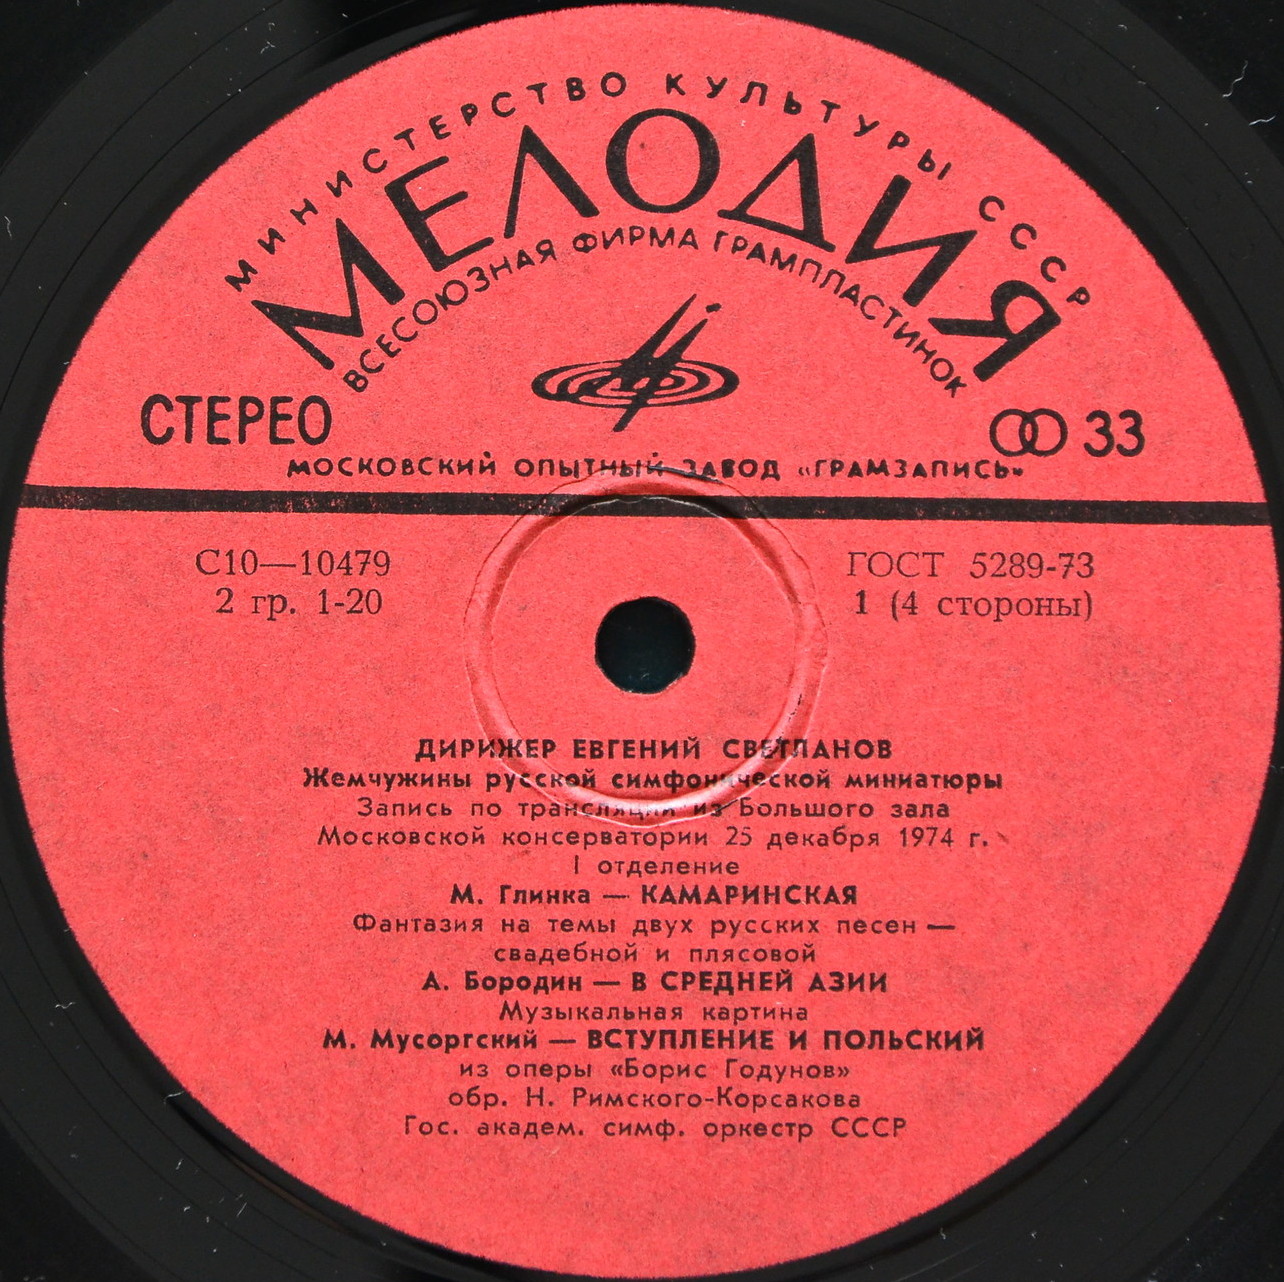 МИНИСТЕРСТВО КУЛЬТУРЫ СССР
МЕЛОДИЯ
ВСЕСОЮЗНАЯ ФИРМА ГРАМПЛАСТИНОК
СТЕРЕО 33
МОСКОВСКИЙ ОПЫТНЫЙ ЗАВОД «ГРАМЗАПИСЬ»
С10—10479 ГОСТ 5289-73
2 гр. 1-20 1 (4 стороны)
ДИРИЖЕР ЕВГЕНИЙ СВЕТЛАНОВ
Жемчужины русской симфонической миниатюры
Запись по трансляции из Большого зала
Московской консерватории 25 декабря 1974 г.
I отделение
М. Глинка — КАМАРИНСКАЯ
Фантазия на темы двух русских песен —
свадебной и плясовой
А. Бородин — В СРЕДНЕЙ АЗИИ
Музыкальная картина
М. Мусоргский — ВСТУПЛЕНИЕ И ПОЛЬСКИЙ
из оперы «Борис Годунов»
обр. Н. Римского-Корсакова
Гос. академ. симф. оркестр СССР